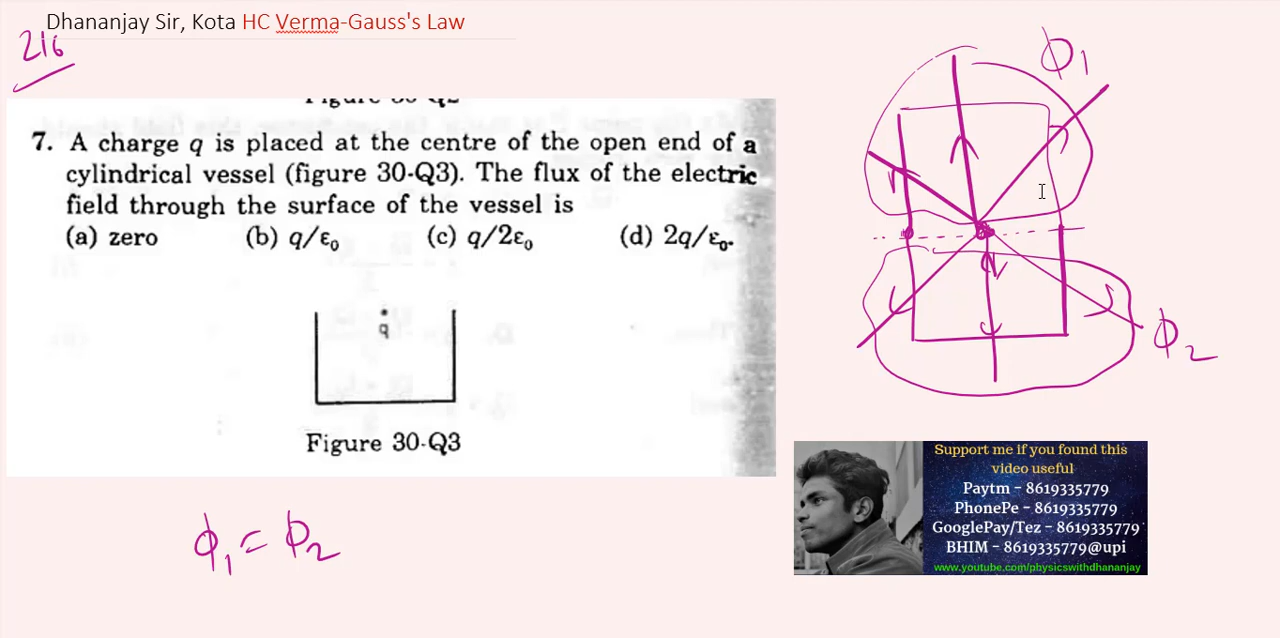 Dhananjay Sir, Kota HC Verma-Gauss's Law
216
7. A charge q is placed at the centre of the open end of a
cylindrical vessel (figure 30-Q3). The flux of the electric
field through the surface of the vessel is
(a) zero (b) q/ε₀ (c) q/2ε₀ (d) 2q/ε₀.
q
Figure 30-Q3
ϕ₁ = ϕ₂
ϕ₁
ϕ₂
Support me if you found this
video useful
Paytm - 8619335779
PhonePe - 8619335779
GooglePay/Tez - 8619335779
BHIM - 8619335779@upi
www.youtube.com/physicswithdhananjay